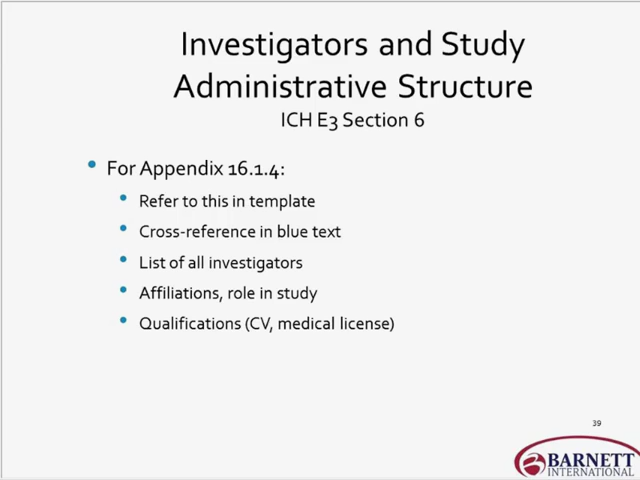 Investigators and Study
Administrative Structure
ICH E3 Section 6
• For Appendix 16.1.4:
• Refer to this in template
• Cross-reference in blue text
• List of all investigators
• Affiliations, role in study
• Qualifications (CV, medical license)
39
BARNETT
INTERNATIONAL